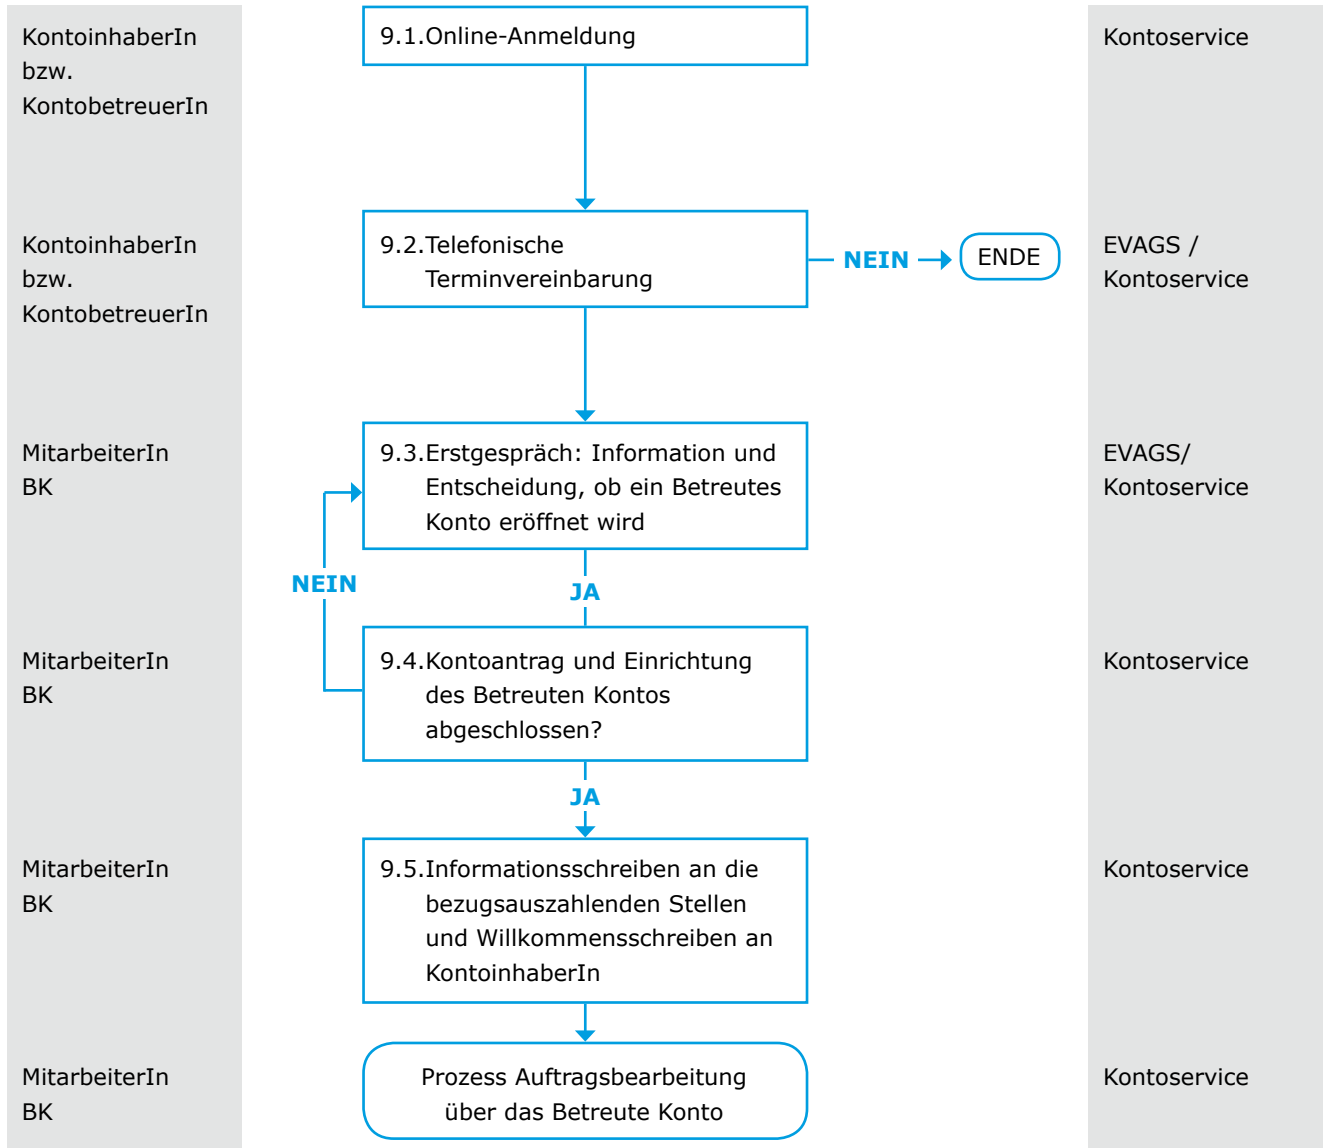 KontoinhaberIn
bzw.
KontobetreuerIn
9.1.Online-Anmeldung
Kontoservice
KontoinhaberIn
bzw.
KontobetreuerIn
9.2.Telefonische
Terminvereinbarung
NEIN
ENDE
EVAGS /
Kontoservice
MitarbeiterIn
BK
9.3.Erstgespräch: Information und
Entscheidung, ob ein Betreutes
Konto eröffnet wird
EVAGS/
Kontoservice
NEIN
JA
MitarbeiterIn
BK
9.4.Kontoantrag und Einrichtung
des Betreuten Kontos
abgeschlossen?
Kontoservice
JA
MitarbeiterIn
BK
9.5.Informationsschreiben an die
bezugsauszahlenden Stellen
und Willkommensschreiben an
KontoinhaberIn
Kontoservice
MitarbeiterIn
BK
Prozess Auftragsbearbeitung
über das Betreute Konto
Kontoservice